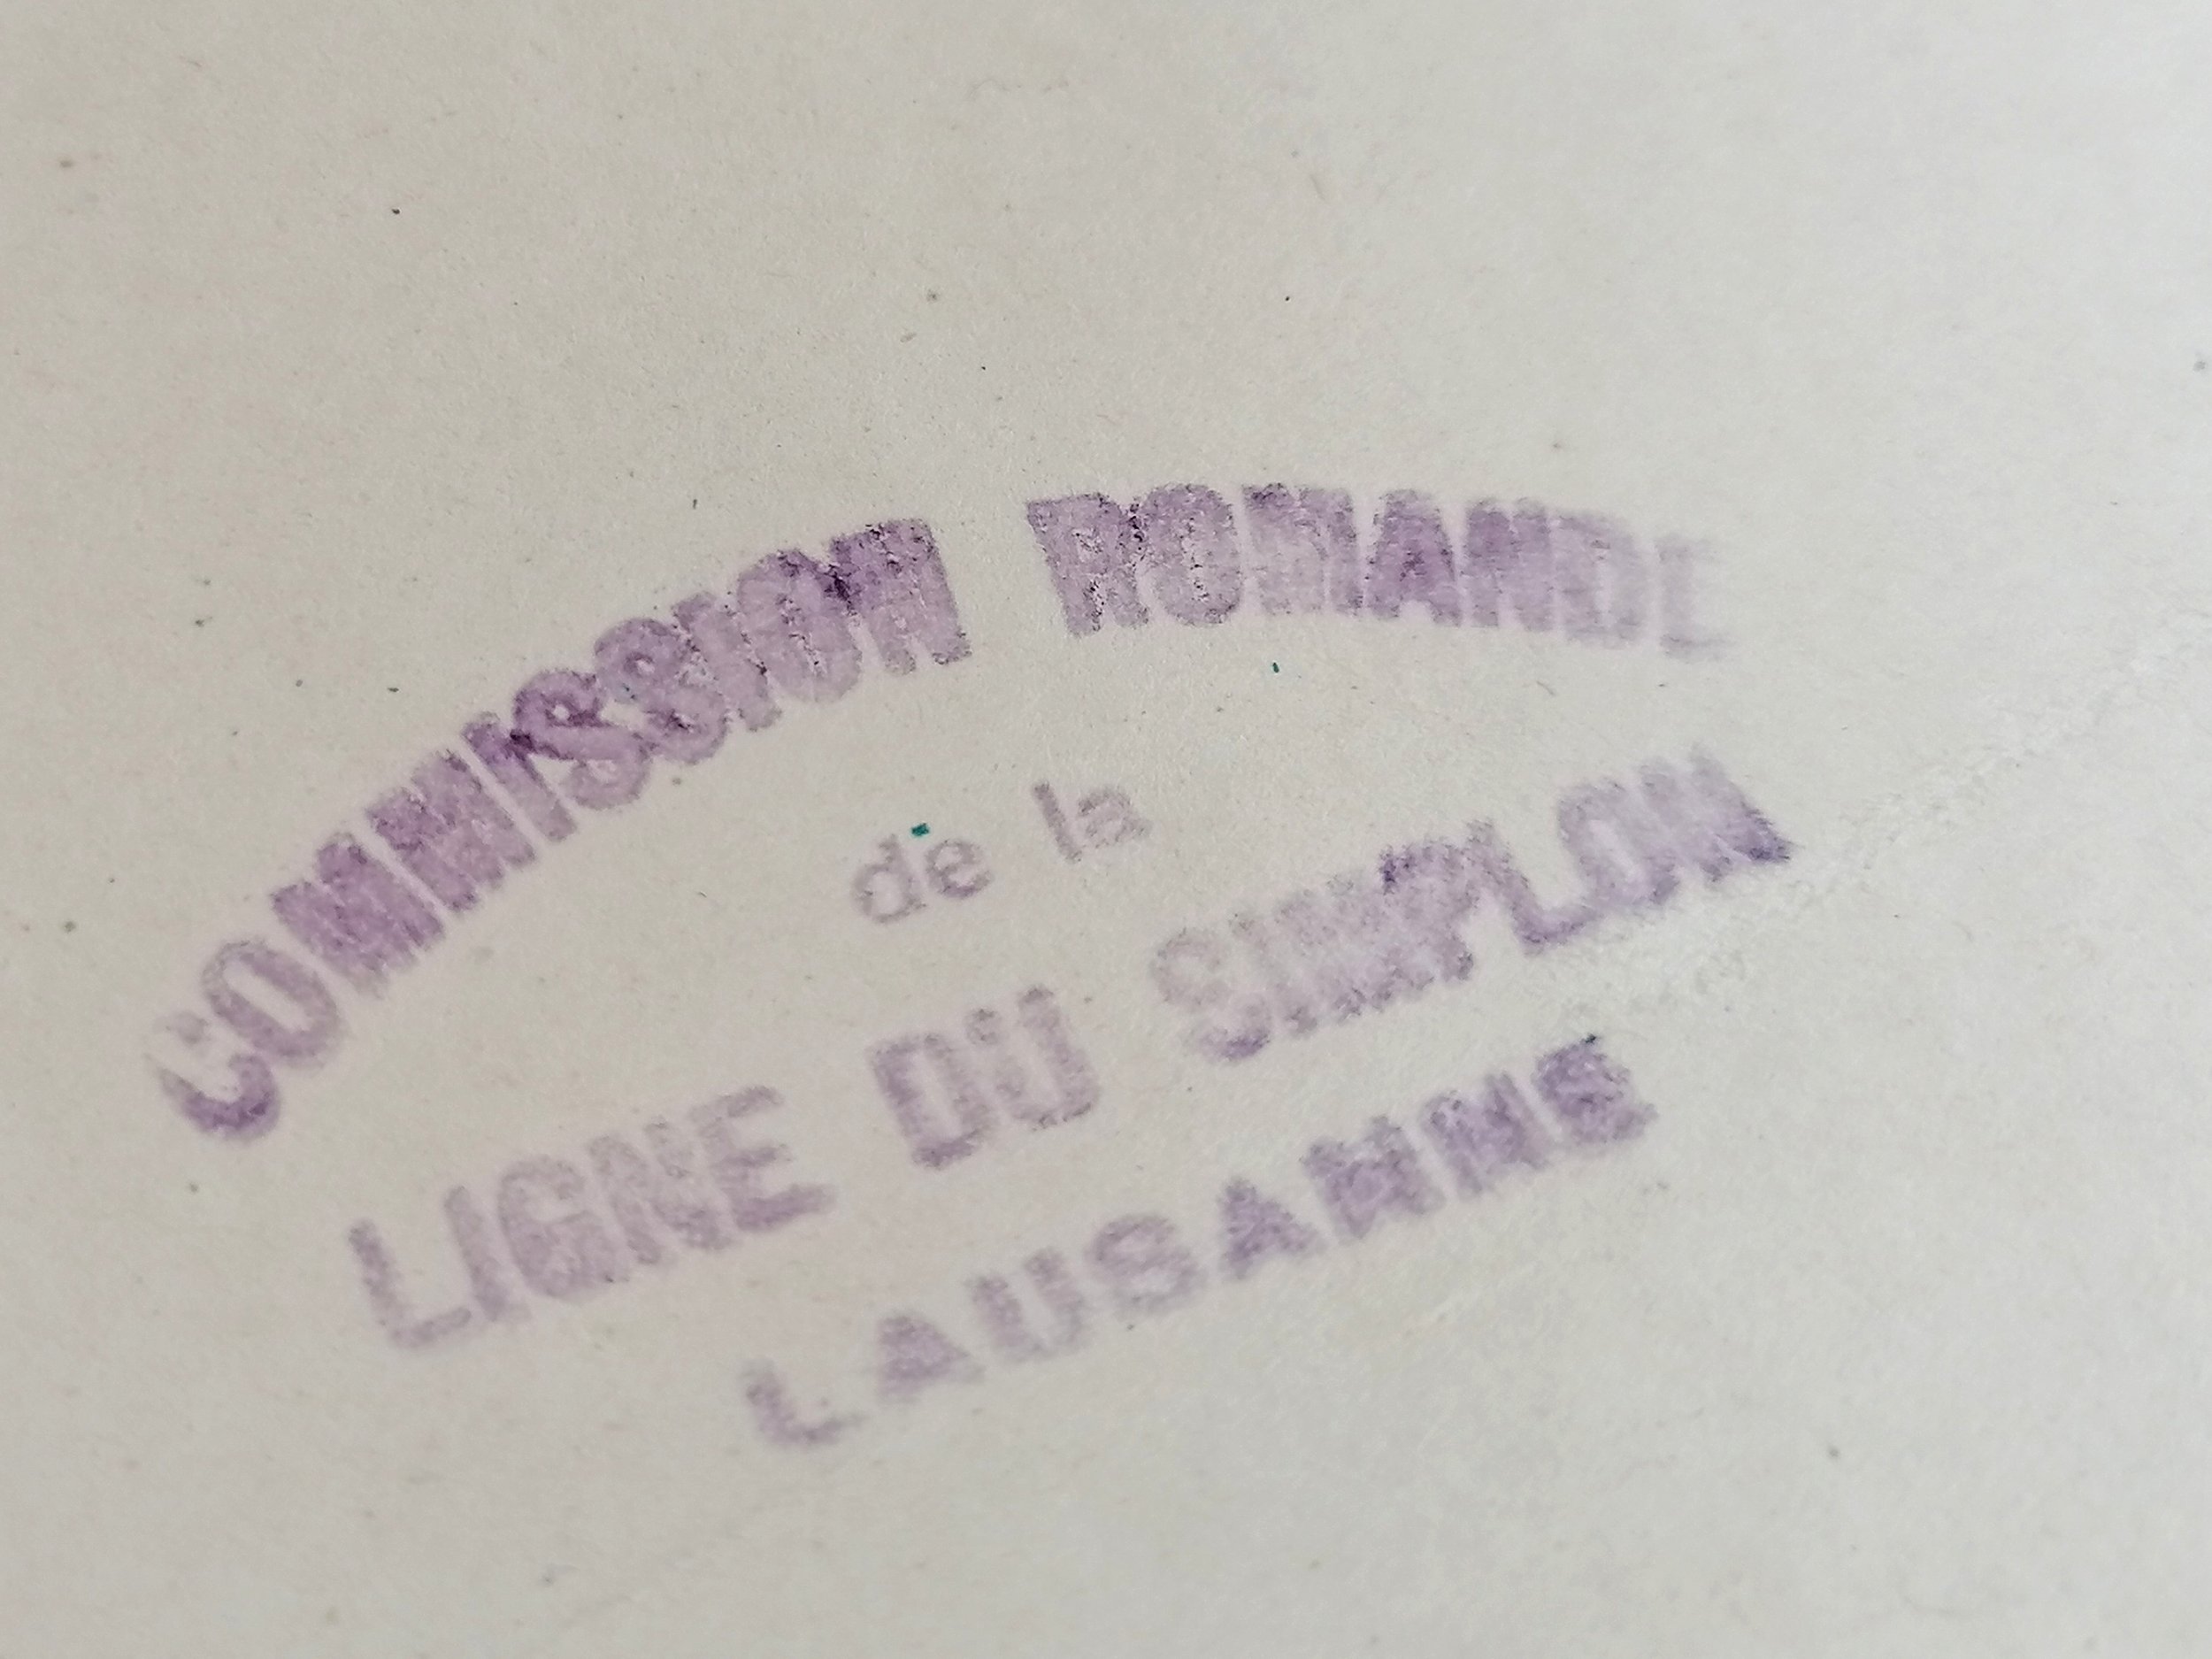 COMMISSION ROMANDE
de la
LIGNE DU SIMPLON
LAUSANNE